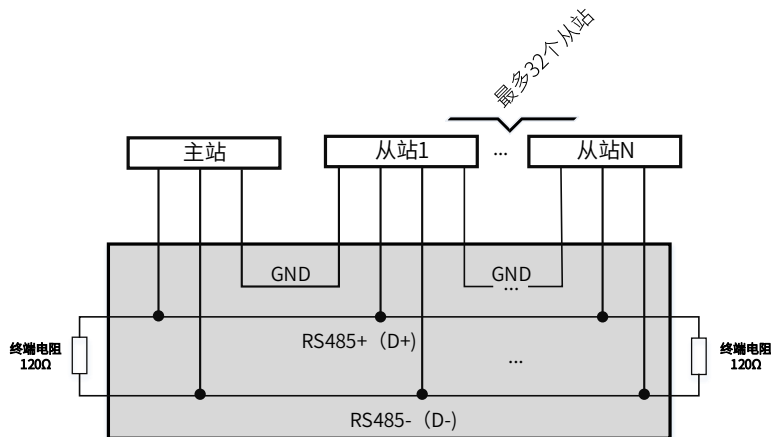 最多32个从站
主站
从站1
...
从站N
GND
GND
...
RS485+（D+)
终端电阻
120Ω
终端电阻
120Ω
...
RS485-（D-)